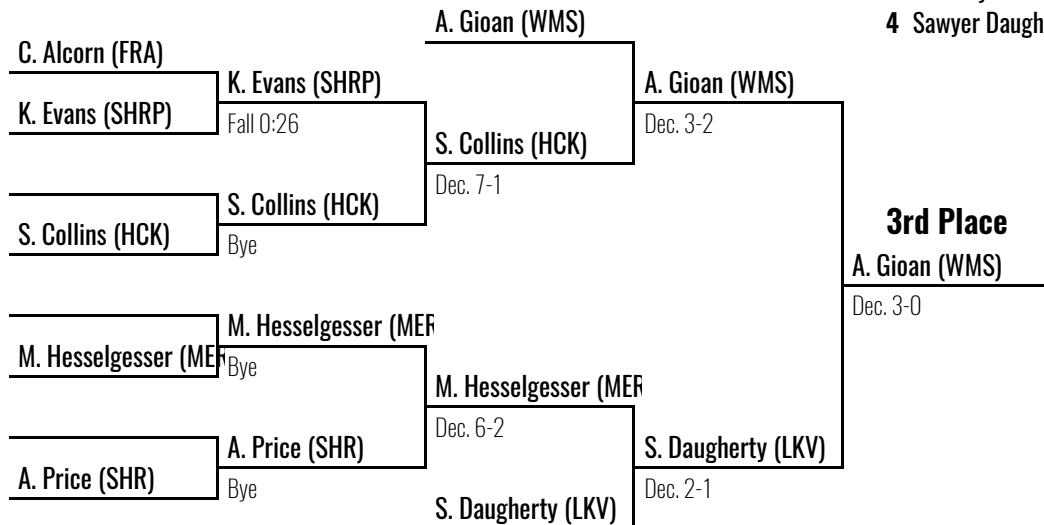 A. Gioan (WMS)
4 Sawyer Daugh
C. Alcorn (FRA)
K. Evans (SHRP)
A. Gioan (WMS)
K. Evans (SHRP)
Fall 0:26
Dec. 3-2
S. Collins (HCK)
Dec. 7-1
S. Collins (HCK)
3rd Place
S. Collins (HCK)
Bye
A. Gioan (WMS)
Dec. 3-0
M. Hesselgesser (MER
M. Hesselgesser (MER
Bye
M. Hesselgesser (MER
Dec. 6-2
A. Price (SHR)
S. Daugherty (LKV)
A. Price (SHR)
Bye
Dec. 2-1
S. Daugherty (LKV)